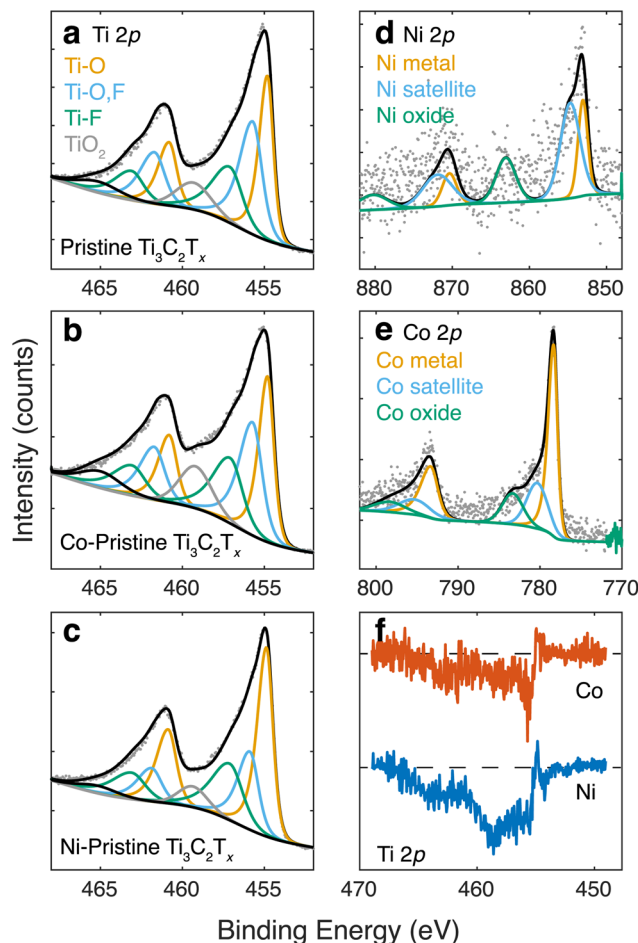 a Ti 2p
Ti-O
Ti-O,F
Ti-F
TiO₂
Pristine Ti₃C₂Tₓ
465 460 455
b
Co-Pristine Ti₃C₂Tₓ
465 460 455
c
Ni-Pristine Ti₃C₂Tₓ
465 460 455
d Ni 2p
Ni metal
Ni satellite
Ni oxide
880 870 860 850
e Co 2p
Co metal
Co satellite
Co oxide
800 790 780 770
f
Co
Ni
Ti 2p
470 460 450
Intensity (counts)
Binding Energy (eV)